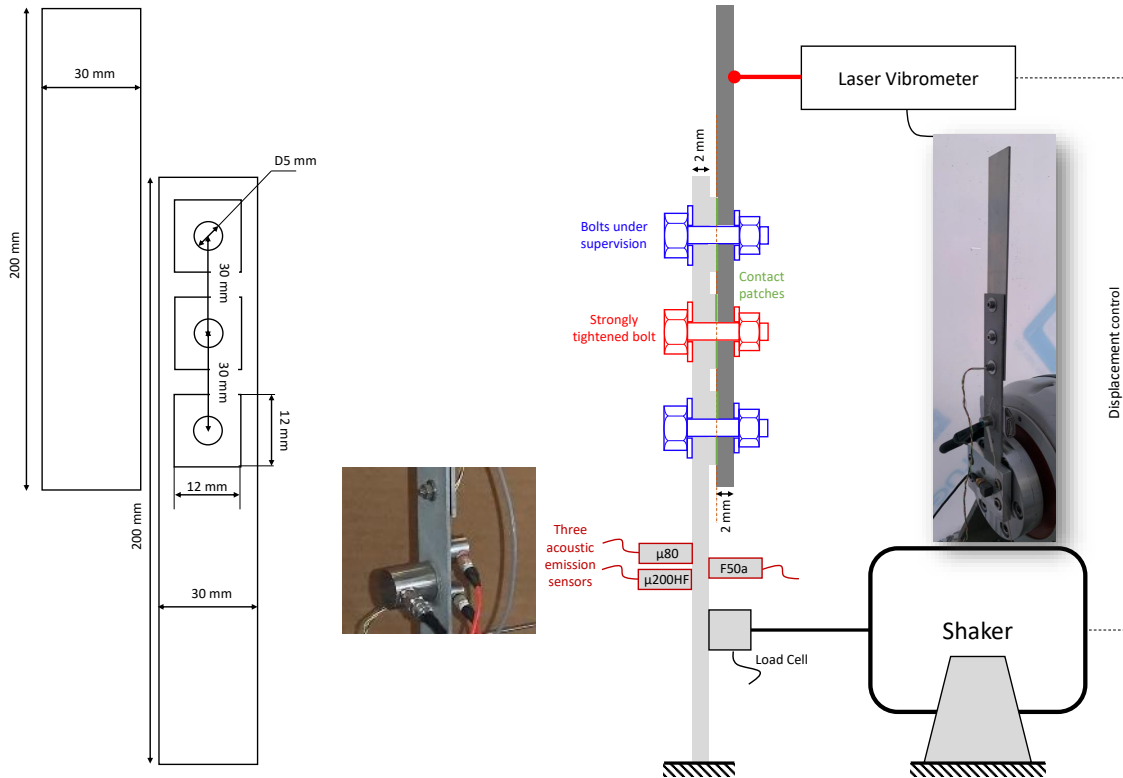 30 mm
200 mm
D5 mm
30 mm
30 mm
12 mm
12 mm
200 mm
30 mm
Laser Vibrometer
2 mm
Bolts under
supervision
Contact
patches
Strongly
tightened bolt
Displacement control
2 mm
Three
acoustic
emission
sensors
µ80
µ200HF
F50a
Shaker
Load Cell